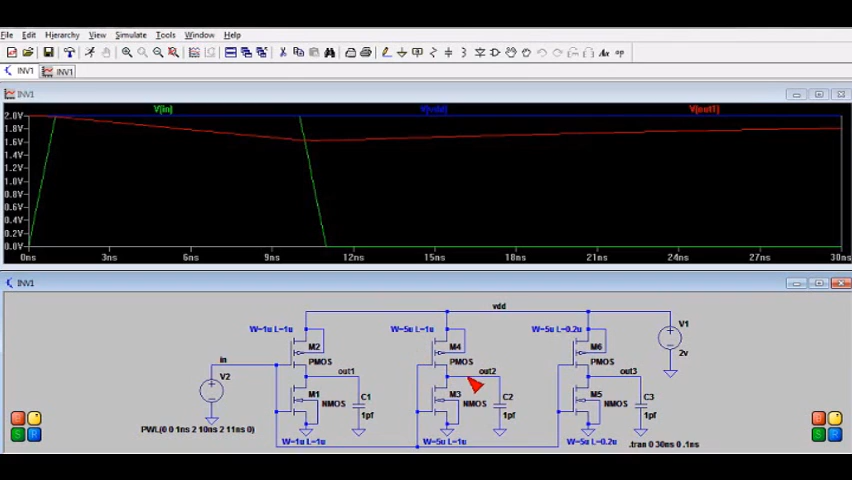 File Edit Hierarchy View Simulate Tools Window Help
INV1 INV1
INV1
V(in) V(vdd) V(out1)
2.0V
1.8V
1.6V
1.4V
1.2V
1.0V
0.8V
0.6V
0.4V
0.2V
0.0V
0ns 3ns 6ns 9ns 12ns 15ns 18ns 21ns 24ns 27ns 30ns
INV1
vdd
W=1u L=1u W=5u L=1u W=5u L=0.2u
V1
2v
M2
PMOS
M4
PMOS
M6
PMOS
in
out1
out2
out3
V2
M1
NMOS
C1
1pf
M3
NMOS
C2
1pf
M5
NMOS
C3
1pf
PWL(0 0 1ns 2 10ns 2 11ns 0)
W=1u L=1u W=5u L=1u W=5u L=0.2u
.tran 0 30ns 0 .1ns